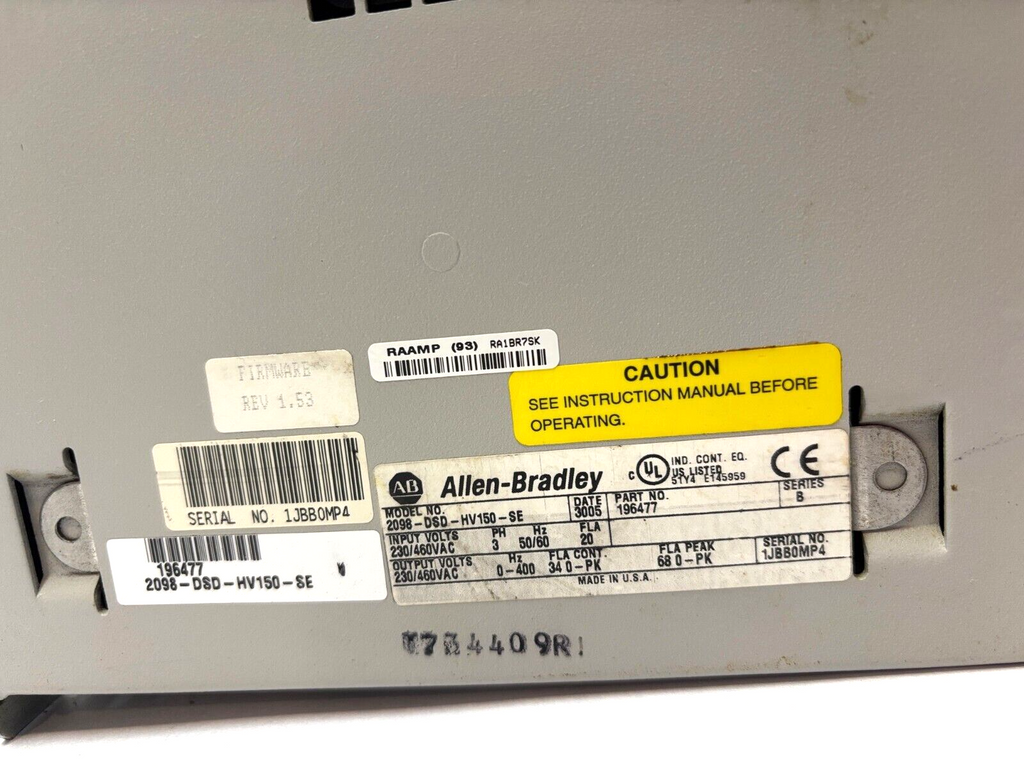 RAAMP (93) RA1BR7SK
FIRMWARE
REV 1.53
CAUTION
SEE INSTRUCTION MANUAL BEFORE
OPERATING.
SERIAL NO. 1JBB0MP4
196477
2098-DSD-HV150-SE
AB Allen-Bradley
c UL US LISTED
IND. CONT. EQ.
5TY4 E145959
CE
MODEL NO.
2098-DSD-HV150-SE
DATE
3005
PART NO.
196477
SERIES
B
INPUT VOLTS
230/460VAC
PH
3
Hz
50/60
FLA
20
OUTPUT VOLTS
230/460VAC
Hz
0-400
FLA CONT.
34 0-PK
FLA PEAK
68 0-PK
SERIAL NO.
1JBB0MP4
MADE IN U.S.A.